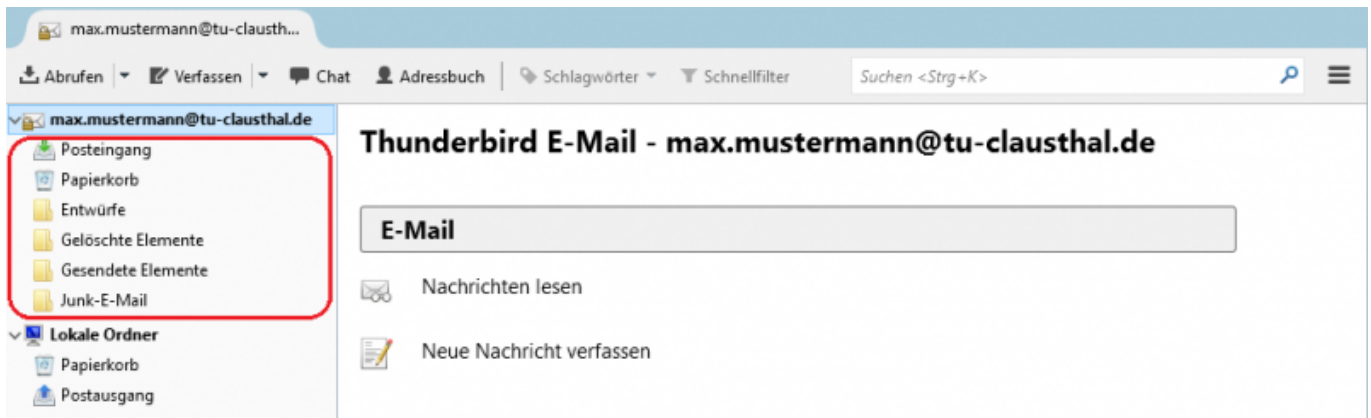 max.mustermann@tu-clausth...
Abrufen Verfassen Chat Adressbuch Schlagwörter Schnellfilter Suchen <Strg+K>
max.mustermann@tu-clausthal.de
Posteingang
Papierkorb
Entwürfe
Gelöschte Elemente
Gesendete Elemente
Junk-E-Mail
Lokale Ordner
Papierkorb
Postausgang
Thunderbird E-Mail - max.mustermann@tu-clausthal.de
E-Mail
Nachrichten lesen
Neue Nachricht verfassen